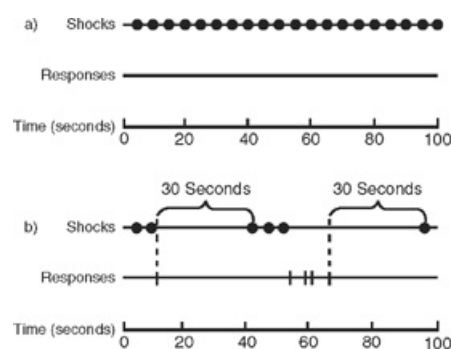 a) Shocks
Responses
Time (seconds)
0 20 40 60 80 100
30 Seconds 30 Seconds
b) Shocks
Responses
Time (seconds)
0 20 40 60 80 100